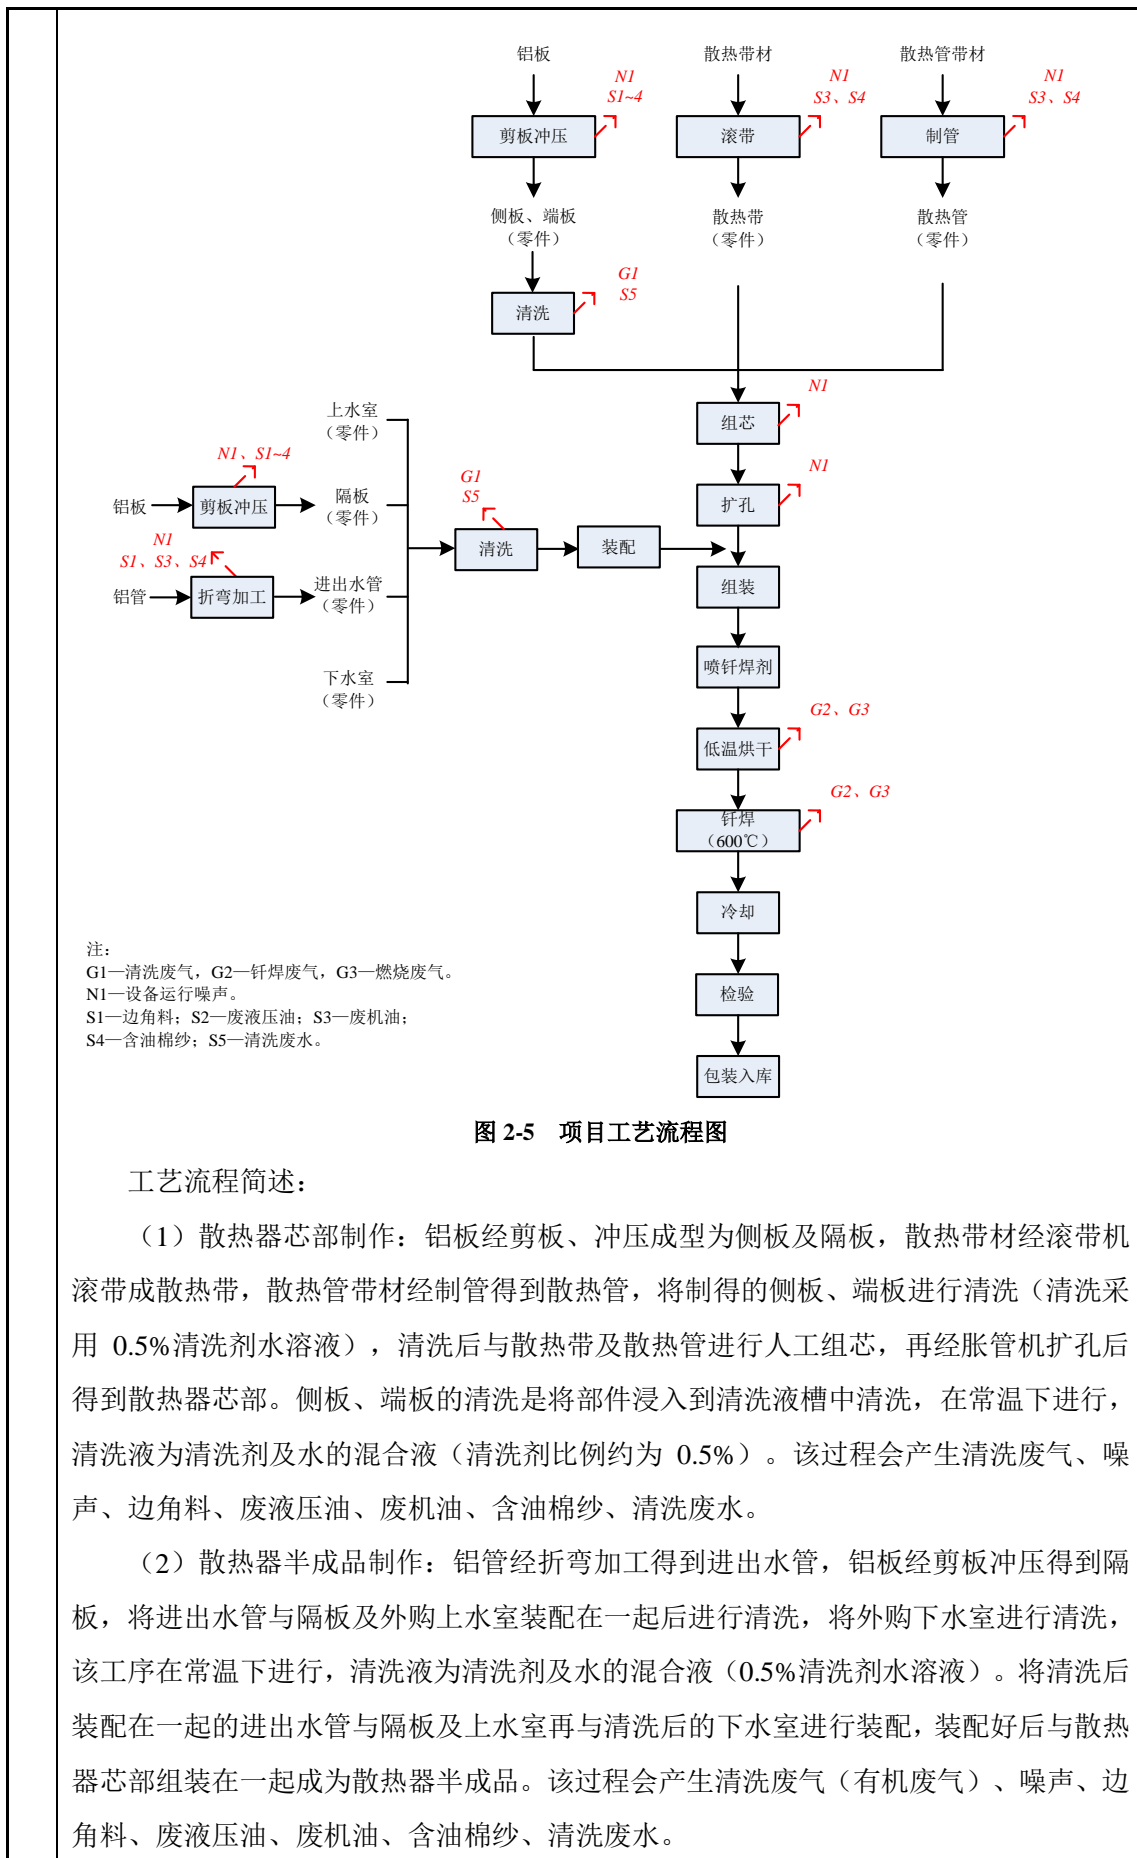 铝板
散热带材
散热管带材
N1
S1~4
N1
S3、S4
N1
S3、S4
剪板冲压
滚带
制管
侧板、端板
（零件）
散热带
（零件）
散热管
（零件）
G1
S5
清洗
N1
组芯
上水室
（零件）
N1、S1~4
G1
S5
N1
铝板
剪板冲压
隔板
（零件）
扩孔
N1
S1、S3、S4
清洗
装配
铝管
折弯加工
进出水管
（零件）
组装
下水室
（零件）
喷钎焊剂
G2、G3
低温烘干
G2、G3
钎焊
（600℃）
冷却
注：
G1—清洗废气，G2—钎焊废气，G3—燃烧废气。
N1—设备运行噪声。
S1—边角料；S2—废液压油；S3—废机油；
S4—含油棉纱；S5—清洗废水。
检验
包装入库
图 2-5 项目工艺流程图
工艺流程简述：
（1）散热器芯部制作：铝板经剪板、冲压成型为侧板及隔板，散热带材经滚带机
滚带成散热带，散热管带材经制管得到散热管，将制得的侧板、端板进行清洗（清洗采
用 0.5%清洗剂水溶液），清洗后与散热带及散热管进行人工组芯，再经胀管机扩孔后
得到散热器芯部。侧板、端板的清洗是将部件浸入到清洗液槽中清洗，在常温下进行，
清洗液为清洗剂及水的混合液（清洗剂比例约为 0.5%）。该过程会产生清洗废气、噪
声、边角料、废液压油、废机油、含油棉纱、清洗废水。
（2）散热器半成品制作：铝管经折弯加工得到进出水管，铝板经剪板冲压得到隔
板，将进出水管与隔板及外购上水室装配在一起后进行清洗，将外购下水室进行清洗，
该工序在常温下进行，清洗液为清洗剂及水的混合液（0.5%清洗剂水溶液）。将清洗后
装配在一起的进出水管与隔板及上水室再与清洗后的下水室进行装配，装配好后与散热
器芯部组装在一起成为散热器半成品。该过程会产生清洗废气（有机废气）、噪声、边
角料、废液压油、废机油、含油棉纱、清洗废水。